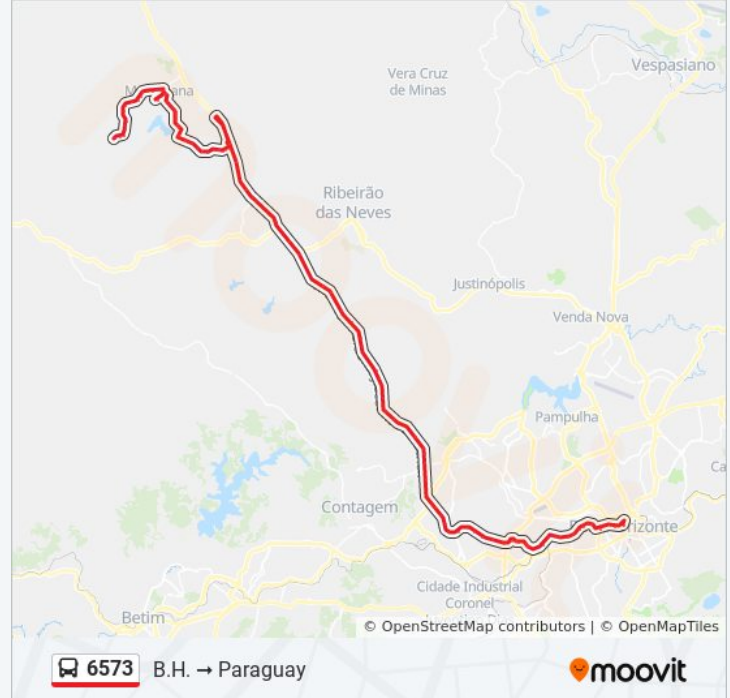 Vespasiano
Vera Cruz
de Minas
Ribeirão
das Neves
Justinópolis
Venda Nova
Pampulha
Contagem
Cidade Industrial
Coronel
Betim
© OpenStreetMap contributors | © OpenMapTiles
6573 B.H. → Paraguay
moovit